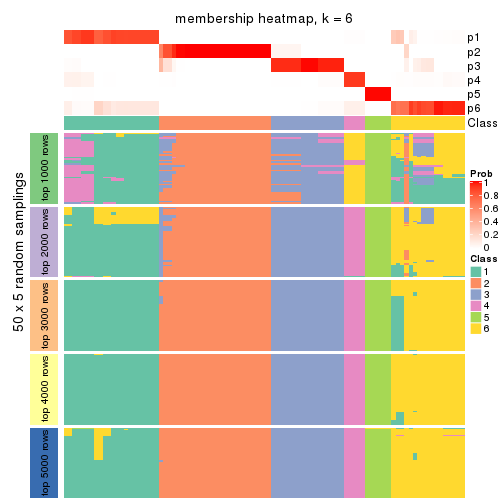 membership heatmap, k = 6
p1
p2
p3
p4
p5
p6
Class
50 x 5 random samplings
top 1000 rows
top 2000 rows
top 3000 rows
top 4000 rows
top 5000 rows
Prob
1
0.8
0.6
0.4
0.2
0
Class
1
2
3
4
5
6